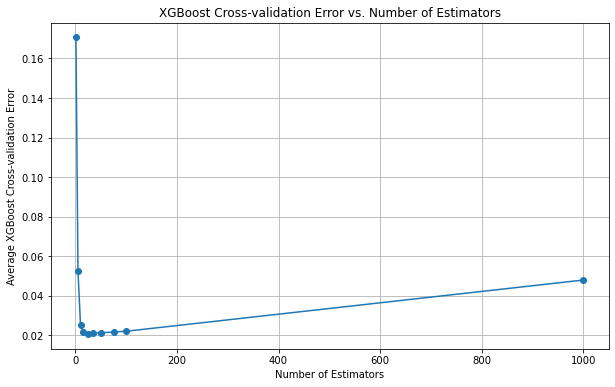 XGBoost Cross-validation Error vs. Number of Estimators
Average XGBoost Cross-validation Error
0.16
0.14
0.12
0.10
0.08
0.06
0.04
0.02
0 200 400 600 800 1000
Number of Estimators